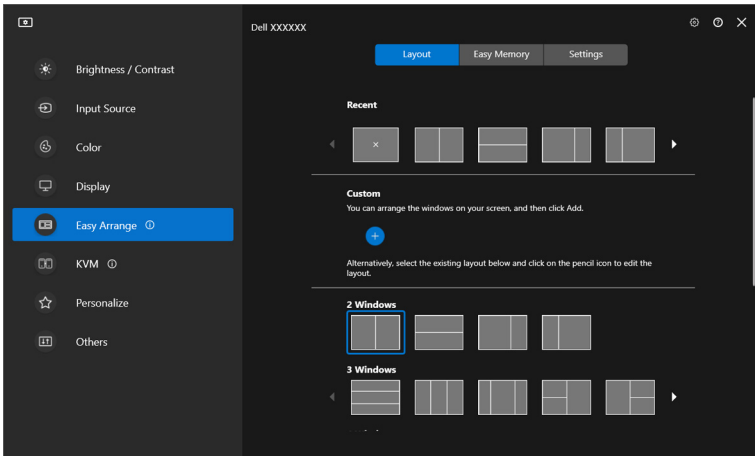 Dell XXXXXX
Brightness / Contrast
Input Source
Color
Display
Easy Arrange
KVM
Personalize
Others
Layout
Easy Memory
Settings
Recent
Custom
You can arrange the windows on your screen, and then click Add.
Alternatively, select the existing layout below and click on the pencil icon to edit the
layout.
2 Windows
3 Windows